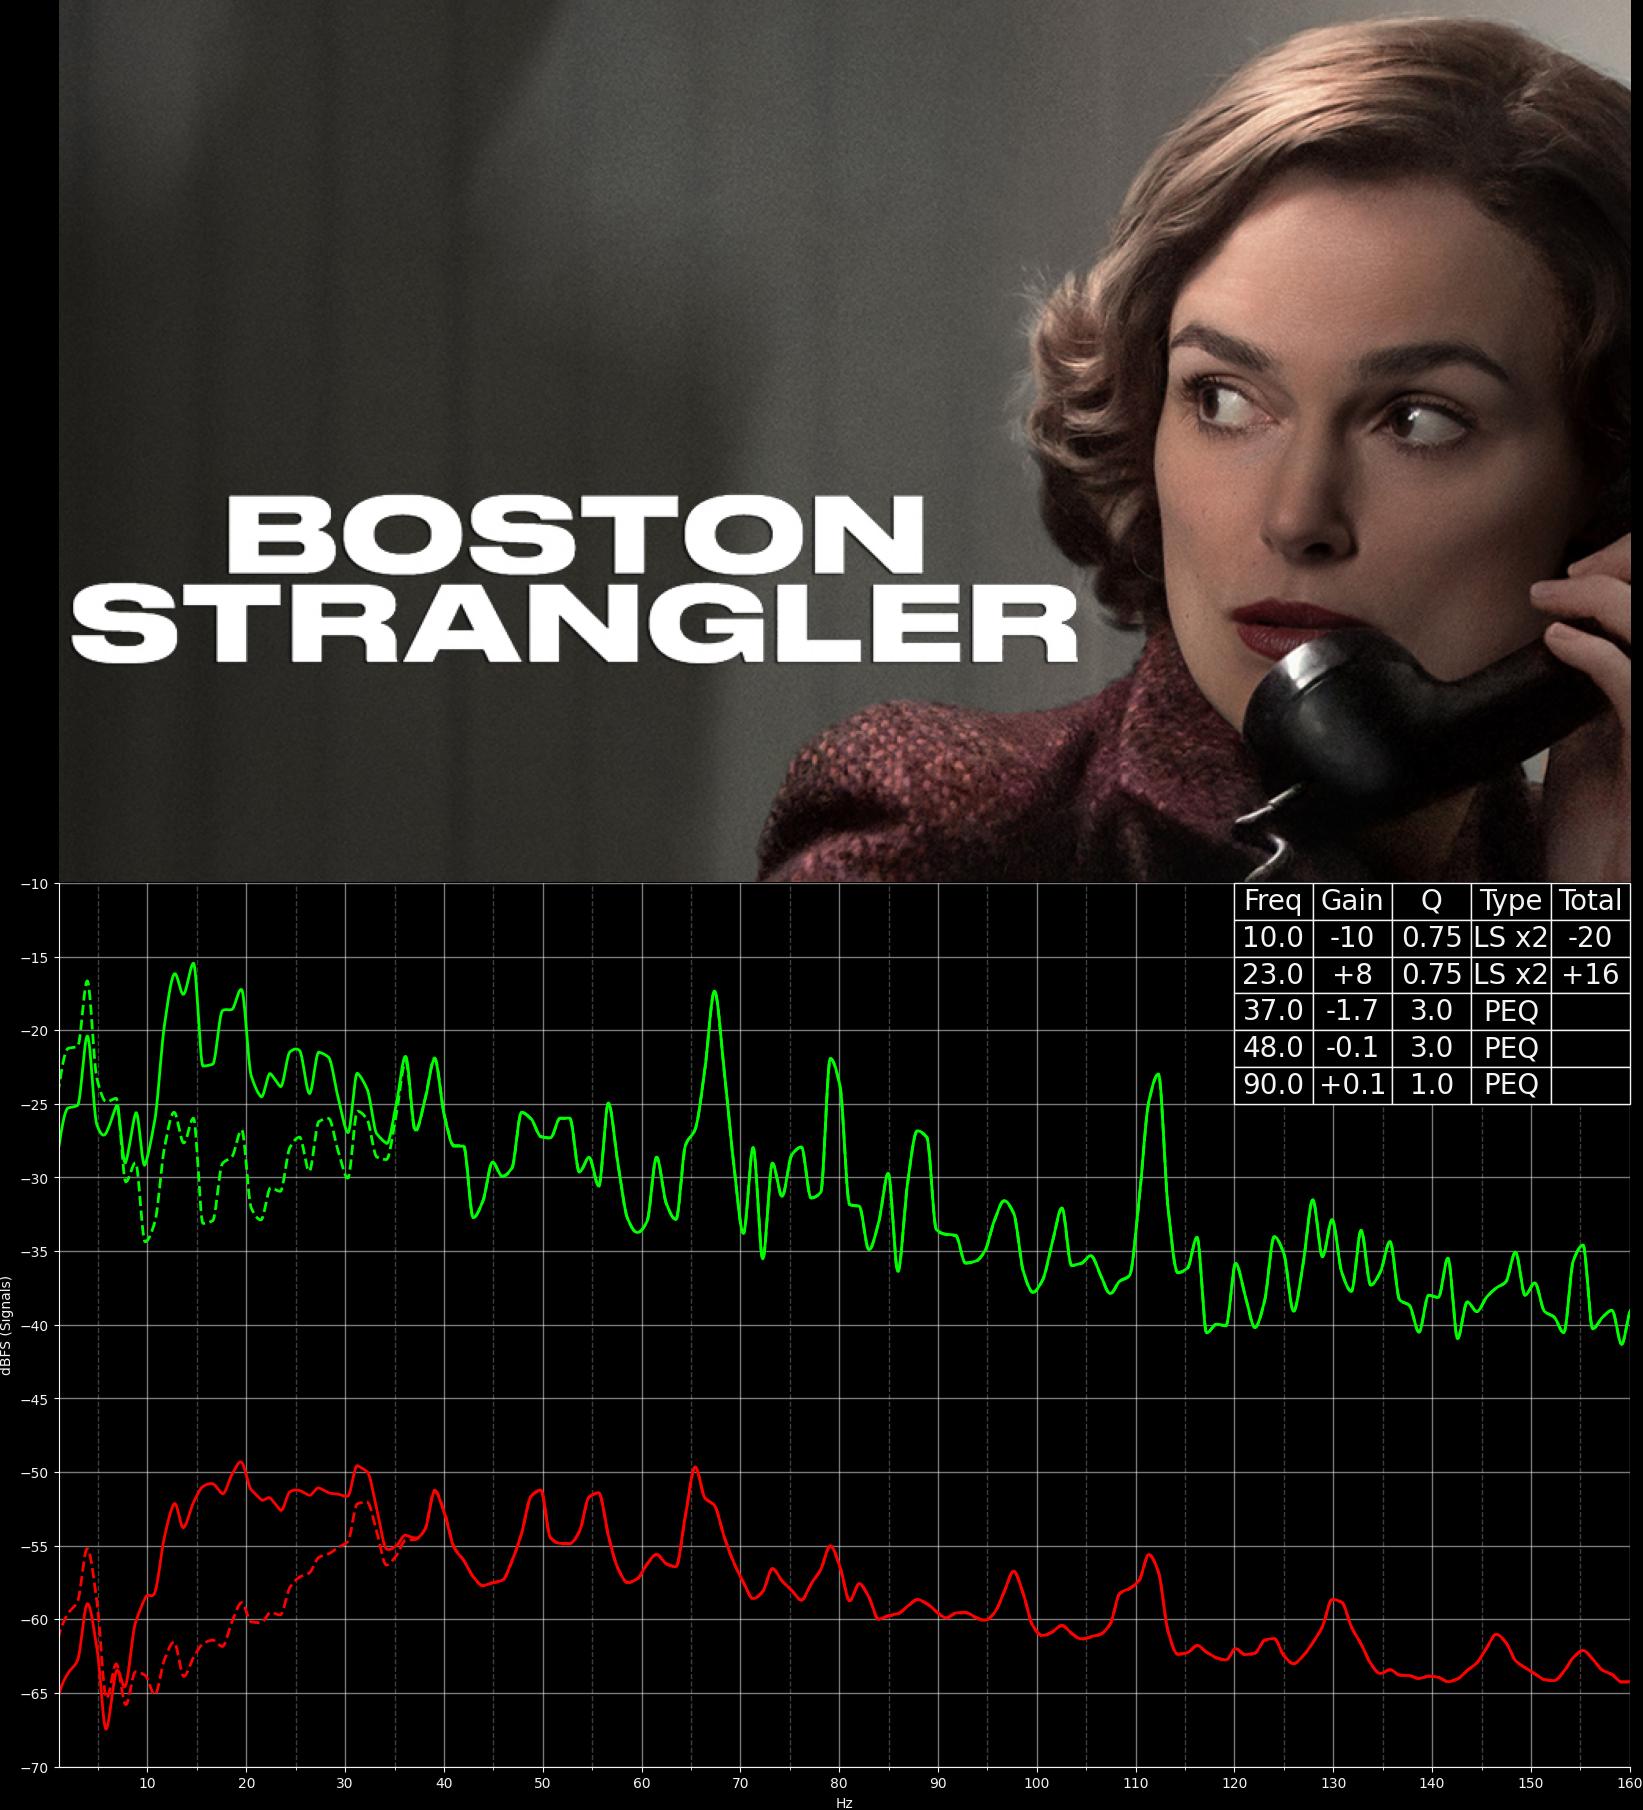 BOSTON
STRANGLER
Freq Gain Q Type Total
10.0 -10 0.75 LS x2 -20
23.0 +8 0.75 LS x2 +16
37.0 -1.7 3.0 PEQ
48.0 -0.1 3.0 PEQ
90.0 +0.1 1.0 PEQ
−10
−15
−20
−25
−30
−35
−40
−45
−50
−55
−60
−65
−70
dBFS (Signals)
10 20 30 40 50 60 70 80 90 100 110 120 130 140 150 160
Hz